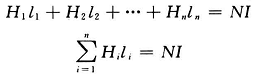 H₁l₁ + H₂l₂ + ··· + Hₙlₙ = NI
∑ᵢ₌₁ⁿ Hᵢlᵢ = NI